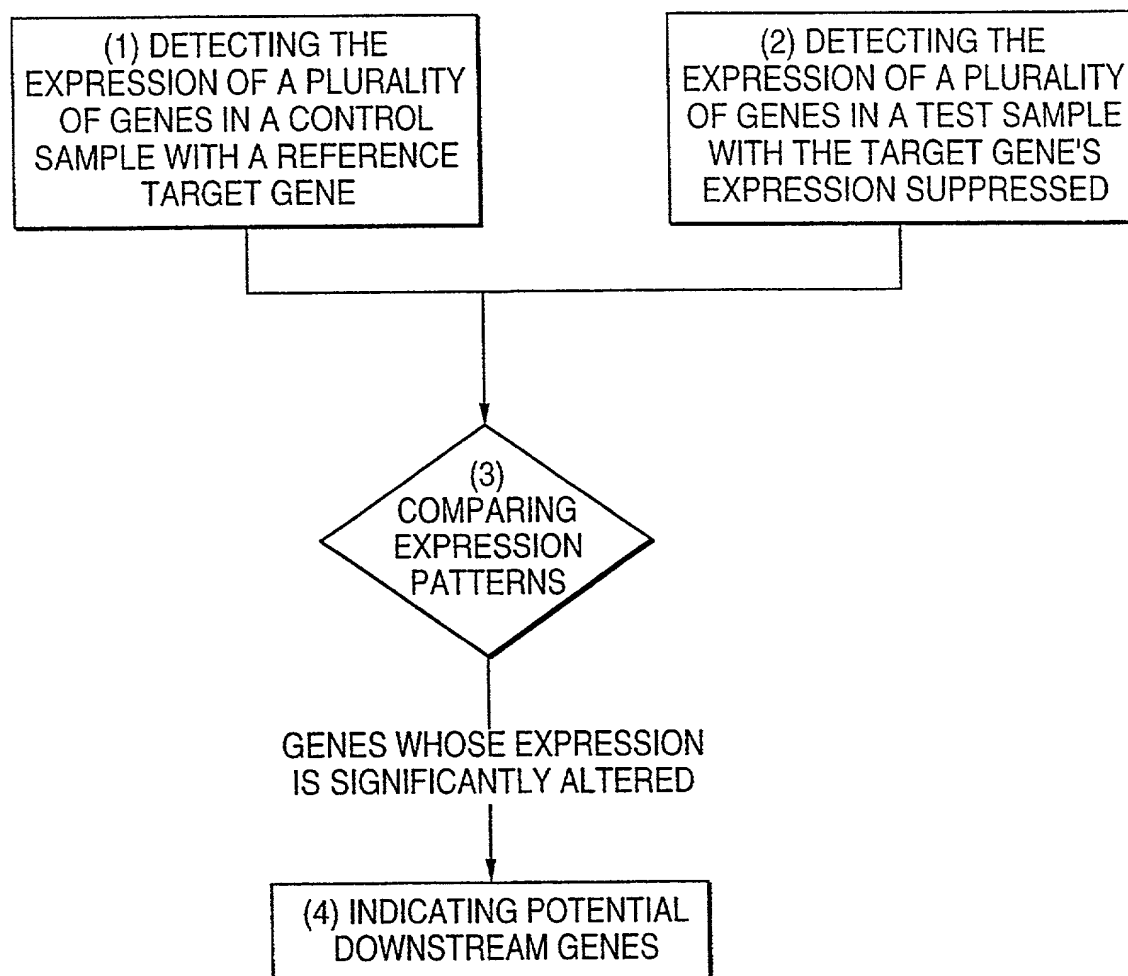 (1) DETECTING THE
EXPRESSION OF A PLURALITY
OF GENES IN A CONTROL
SAMPLE WITH A REFERENCE
TARGET GENE
(2) DETECTING THE
EXPRESSION OF A PLURALITY
OF GENES IN A TEST SAMPLE
WITH THE TARGET GENE'S
EXPRESSION SUPPRESSED
(3)
COMPARING
EXPRESSION
PATTERNS
GENES WHOSE EXPRESSION
IS SIGNIFICANTLY ALTERED
(4) INDICATING POTENTIAL
DOWNSTREAM GENES